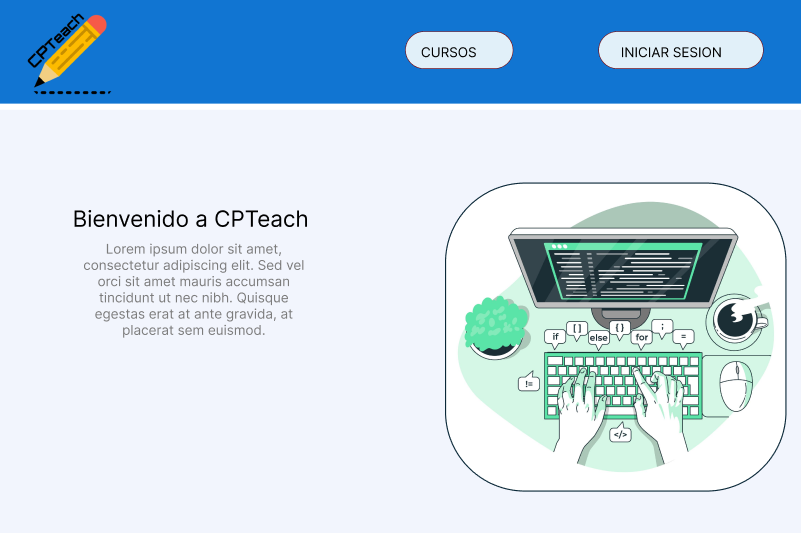 CPTeach
CURSOS
INICIAR SESION
Bienvenido a CPTeach
Lorem ipsum dolor sit amet,
consectetur adipiscing elit. Sed vel
orci sit amet mauris accumsan
tincidunt ut nec nibh. Quisque
egestas erat at ante gravida, at
placerat sem euismod.
if
[ ]
else
{ }
for
;
=
!=
</>